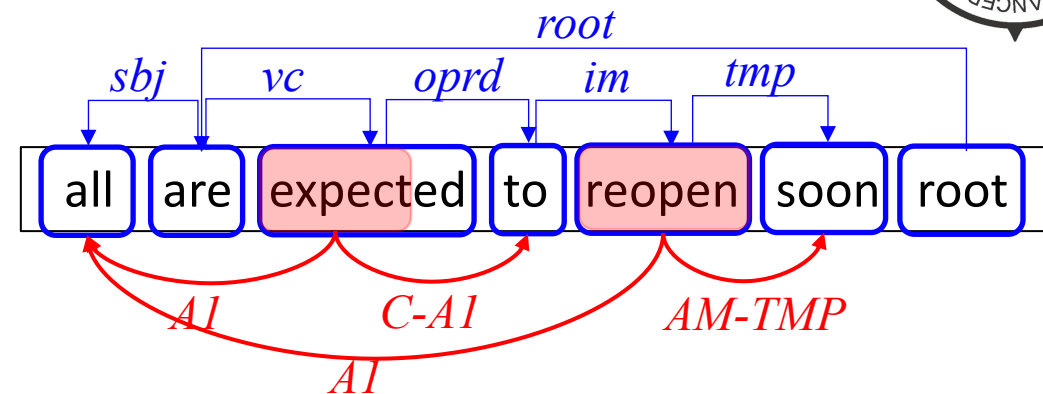 root
sbj vc oprd im tmp
all are expected to reopen soon root
A1 C-A1 AM-TMP
A1